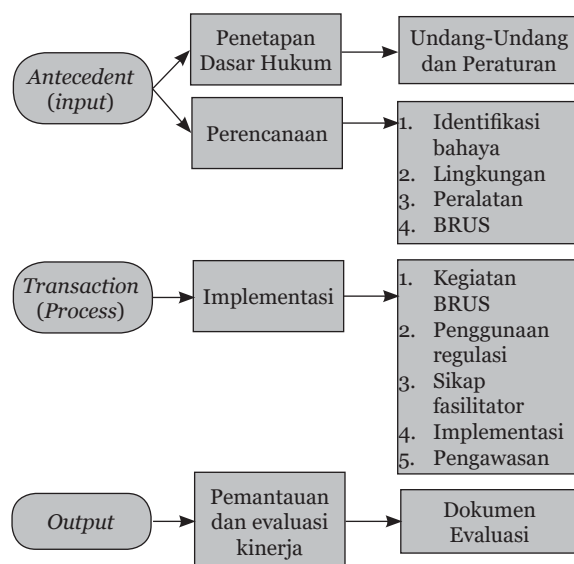 Antecedent
(input)
Penetapan
Dasar Hukum
Undang-Undang
dan Peraturan
Perencanaan
1. Identifikasi
bahaya
2. Lingkungan
3. Peralatan
4. BRUS
Transaction
(Process)
Implementasi
1. Kegiatan
BRUS
2. Penggunaan
regulasi
3. Sikap
fasilitator
4. Implementasi
5. Pengawasan
Output
Pemantauan
dan evaluasi
kinerja
Dokumen
Evaluasi